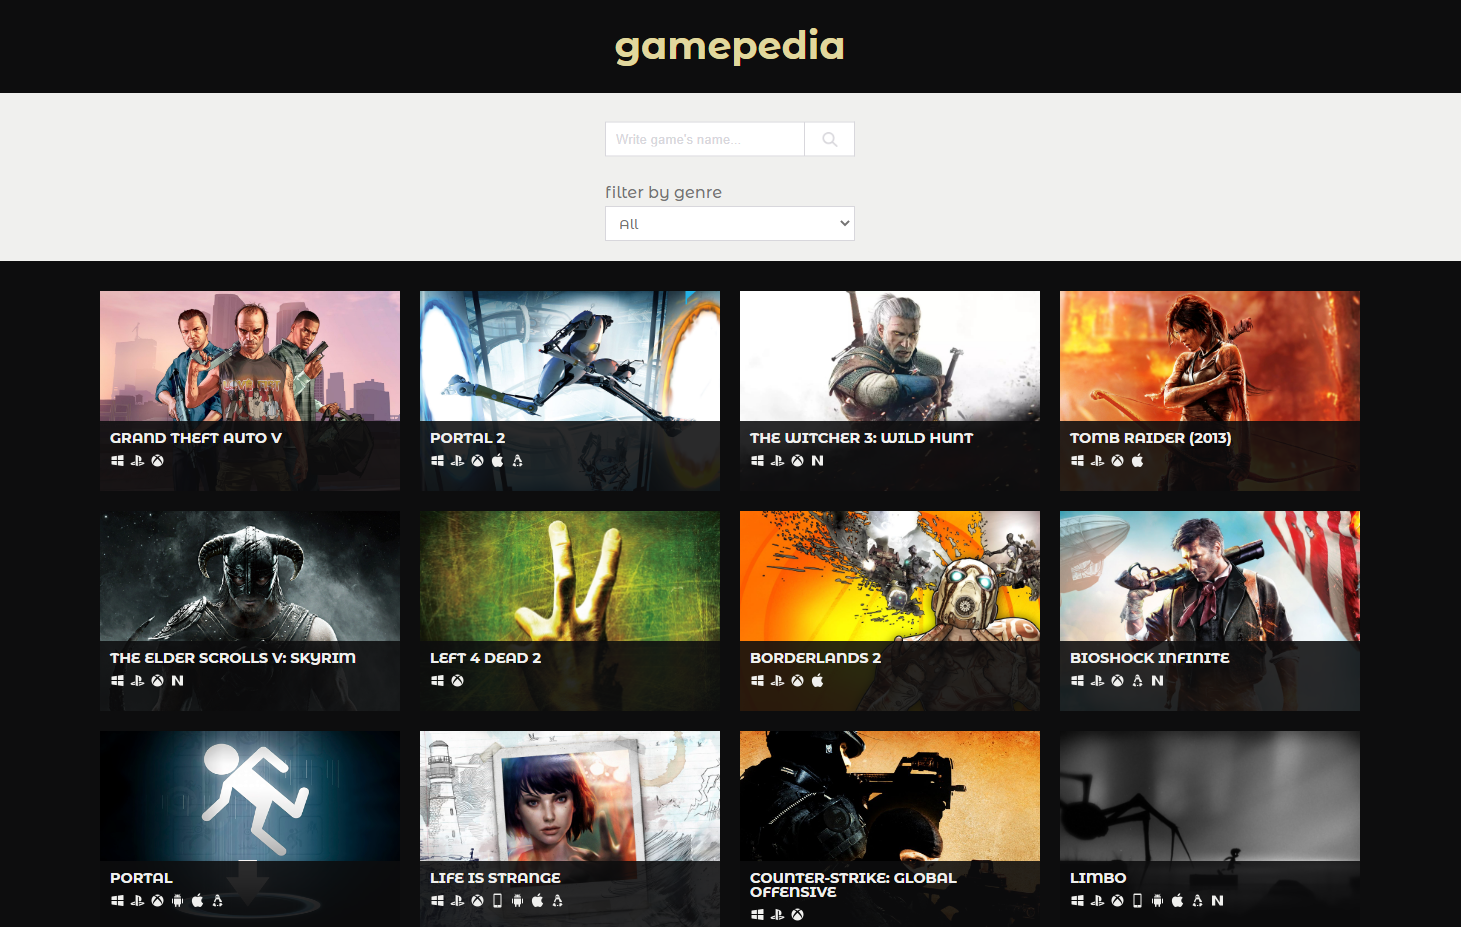 gamepedia
Write game's name...
filter by genre
All
GRAND THEFT AUTO V
PORTAL 2
THE WITCHER 3: WILD HUNT
TOMB RAIDER (2013)
THE ELDER SCROLLS V: SKYRIM
LEFT 4 DEAD 2
BORDERLANDS 2
BIOSHOCK INFINITE
PORTAL
LIFE IS STRANGE
COUNTER-STRIKE: GLOBAL
OFFENSIVE
LIMBO